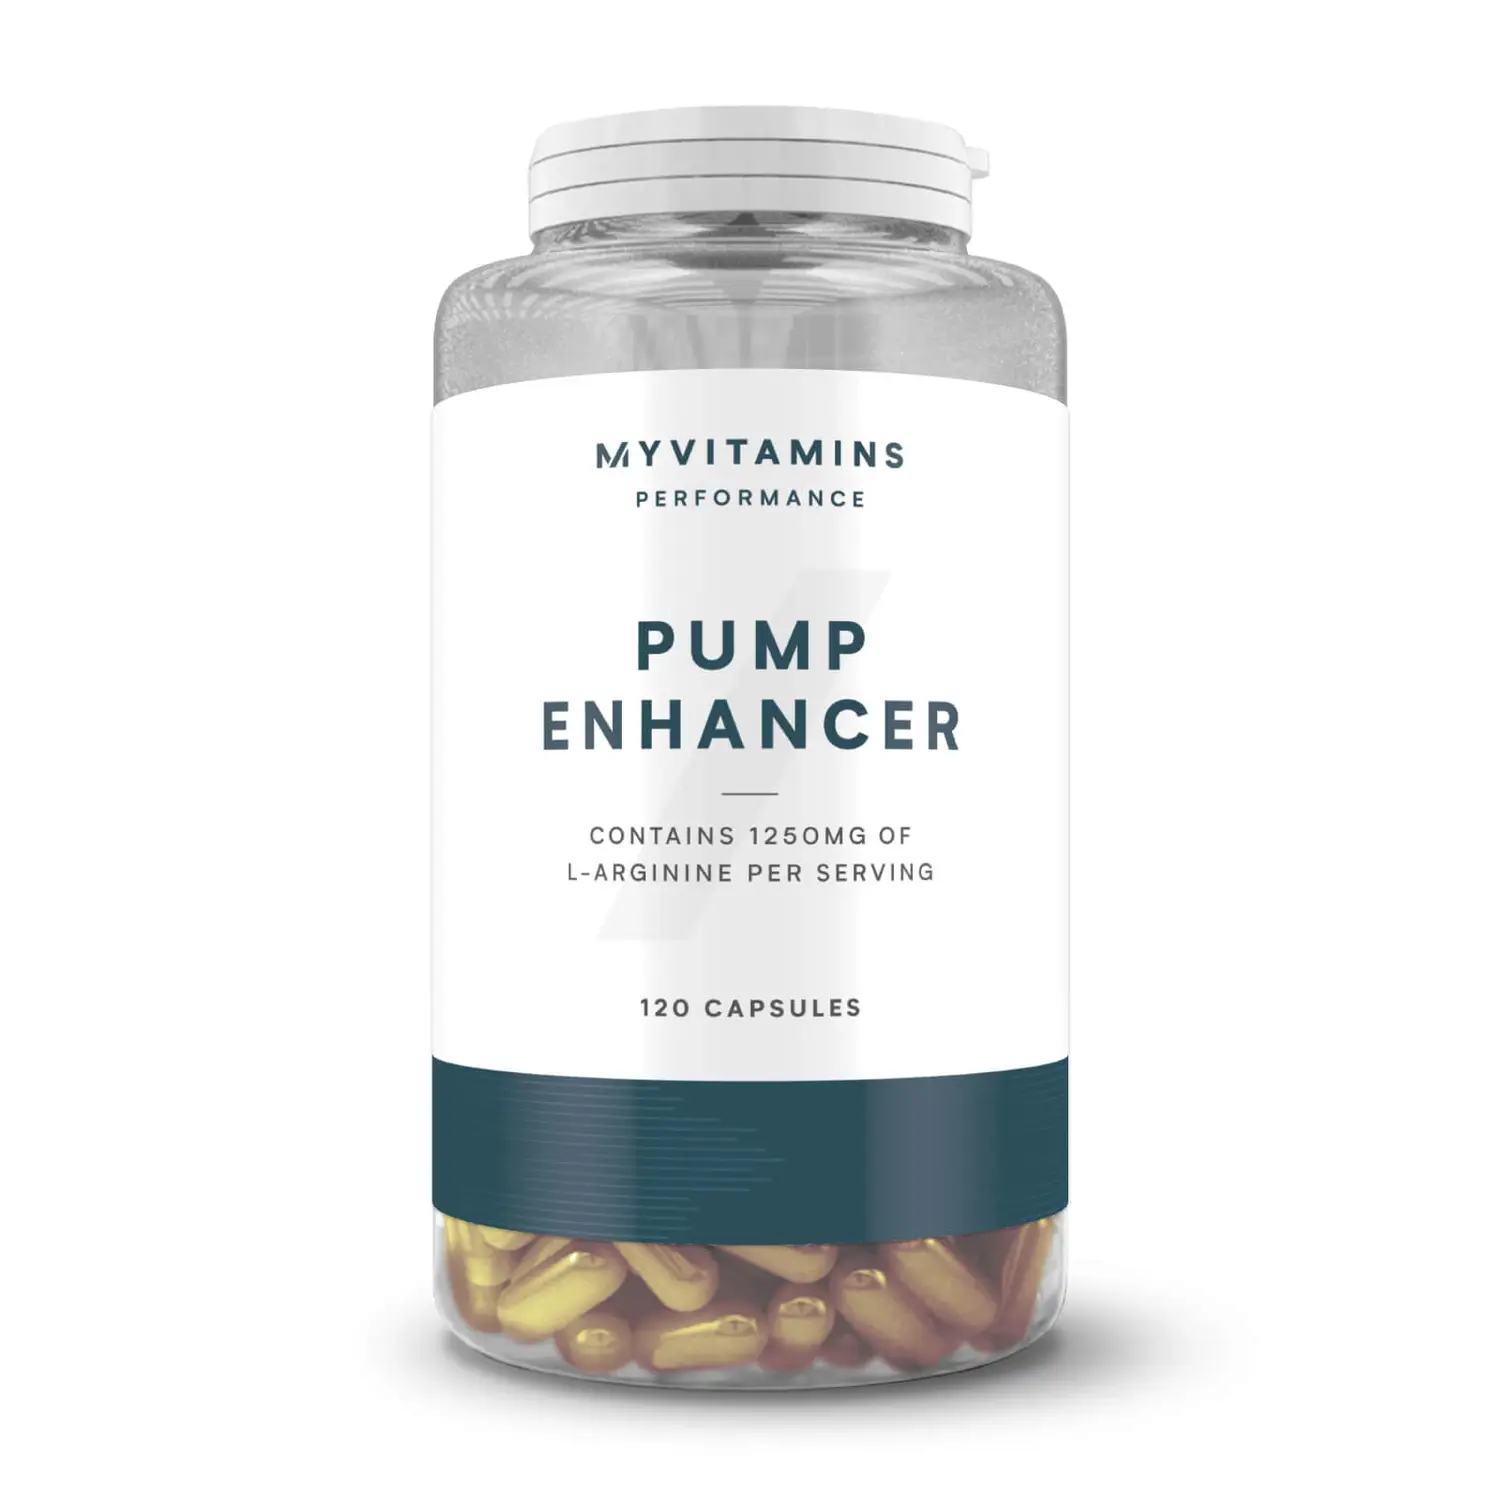 MYVITAMINS
PERFORMANCE
PUMP
ENHANCER
CONTAINS 1250MG OF
L-ARGININE PER SERVING
120 CAPSULES